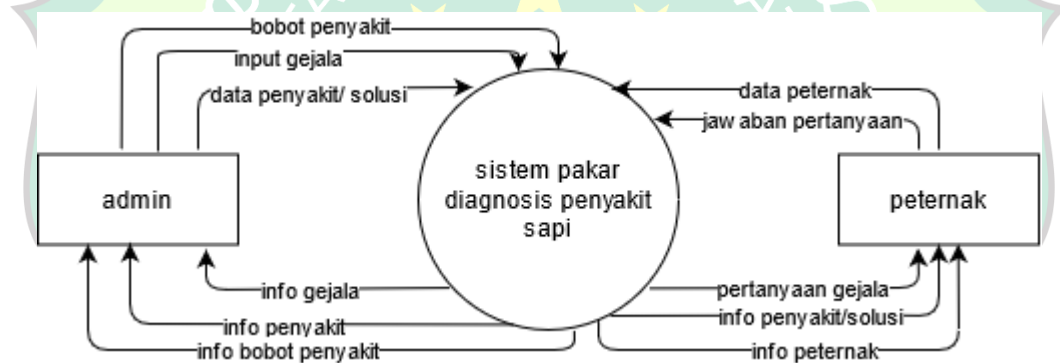 bobot penyakit
input gejala
data penyakit/ solusi
data peternak
jawaban pertanyaan
admin
sistem pakar
diagnosis penyakit
sapi
peternak
info gejala
info penyakit
info bobot penyakit
pertanyaan gejala
info penyakit/solusi
info peternak